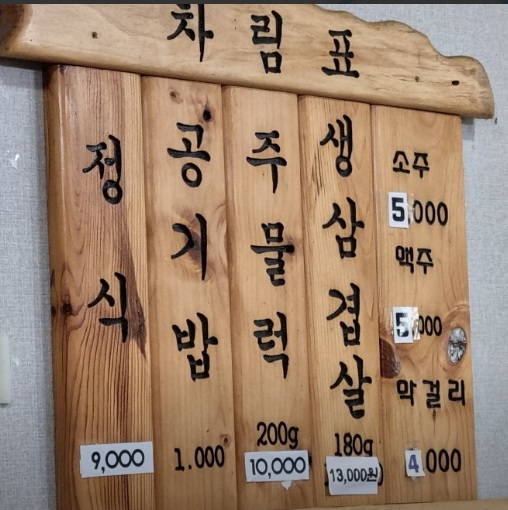 차림표
정식
9,000
공기밥
1.000
주물럭
200g
10,000
생삼겹살
180g
13,000원
소주
5,000
맥주
5,000
막걸리
4,000